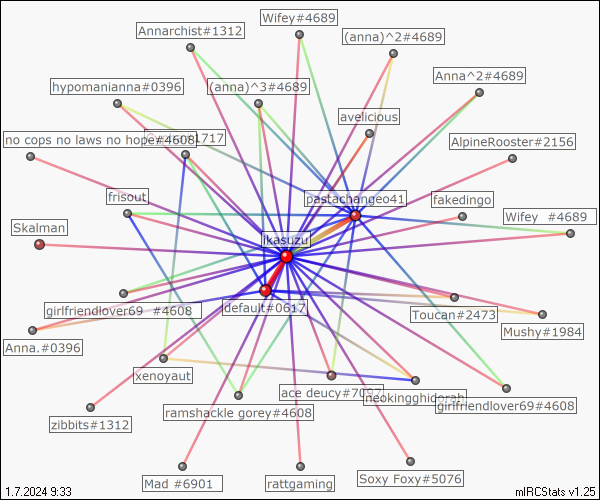 Wifey#4689
Annarchist#1312
(anna)^2#4689
Anna^2#4689
hypomanianna#0396
(anna)^3#4689
avelicious
no cops no laws no hope#4608
1717
AlpineRooster#2156
frisout
pastachangeo41
fakedingo
Wifey #4689
Skalman
ikasuzu
girlfriendlover69 #4608
default#0617
Toucan#2473
Mushy#1984
Anna.#0396
xenoyaut
ace deucy#7097
neokingghidorah
girlfriendlover69#4608
ramshackle gorey#4608
zibbits#1312
Mad #6901
rattgaming
Soxy Foxy#5076
1.7.2024 9:33
mIRCStats v1.25